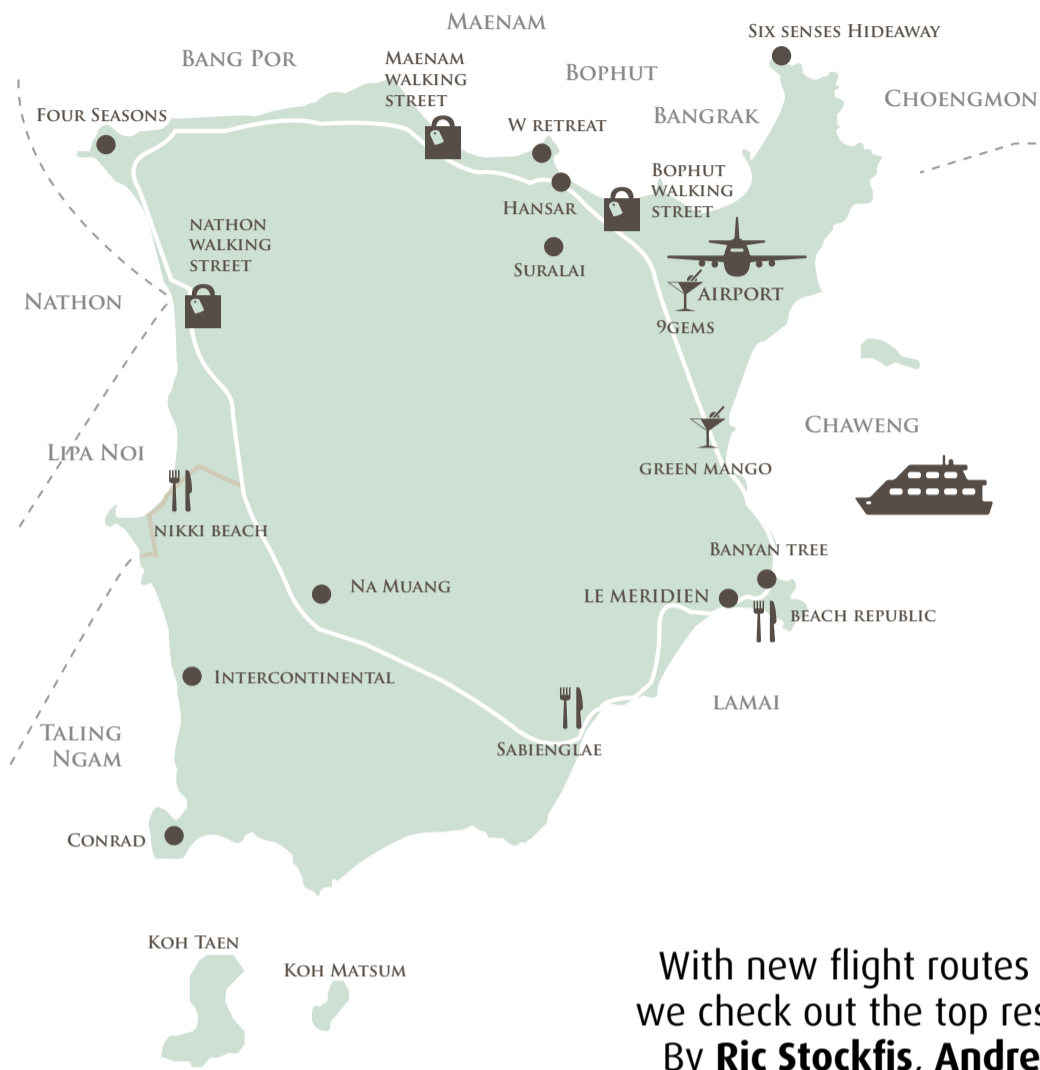 MAENAM
SIX SENSES HIDEAWAY
BANG POR
MAENAM
WALKING
STREET
BOPHUT
CHOENGMON
FOUR SEASONS
BANGRAK
W RETREAT
BOPHUT
WALKING
STREET
HANSAR
NATHON
WALKING
STREET
SURALAI
NATHON
AIRPORT
9GEMS
CHAWENG
LIPA NOI
GREEN MANGO
NIKKI BEACH
BANYAN TREE
NA MUANG
LE MERIDIEN
BEACH REPUBLIC
INTERCONTINENTAL
LAMAI
TALING
NGAM
SABIENGLAE
CONRAD
KOH TAEN
KOH MATSUM
With new flight routes
we check out the top res
By Ric Stockfis, Andre